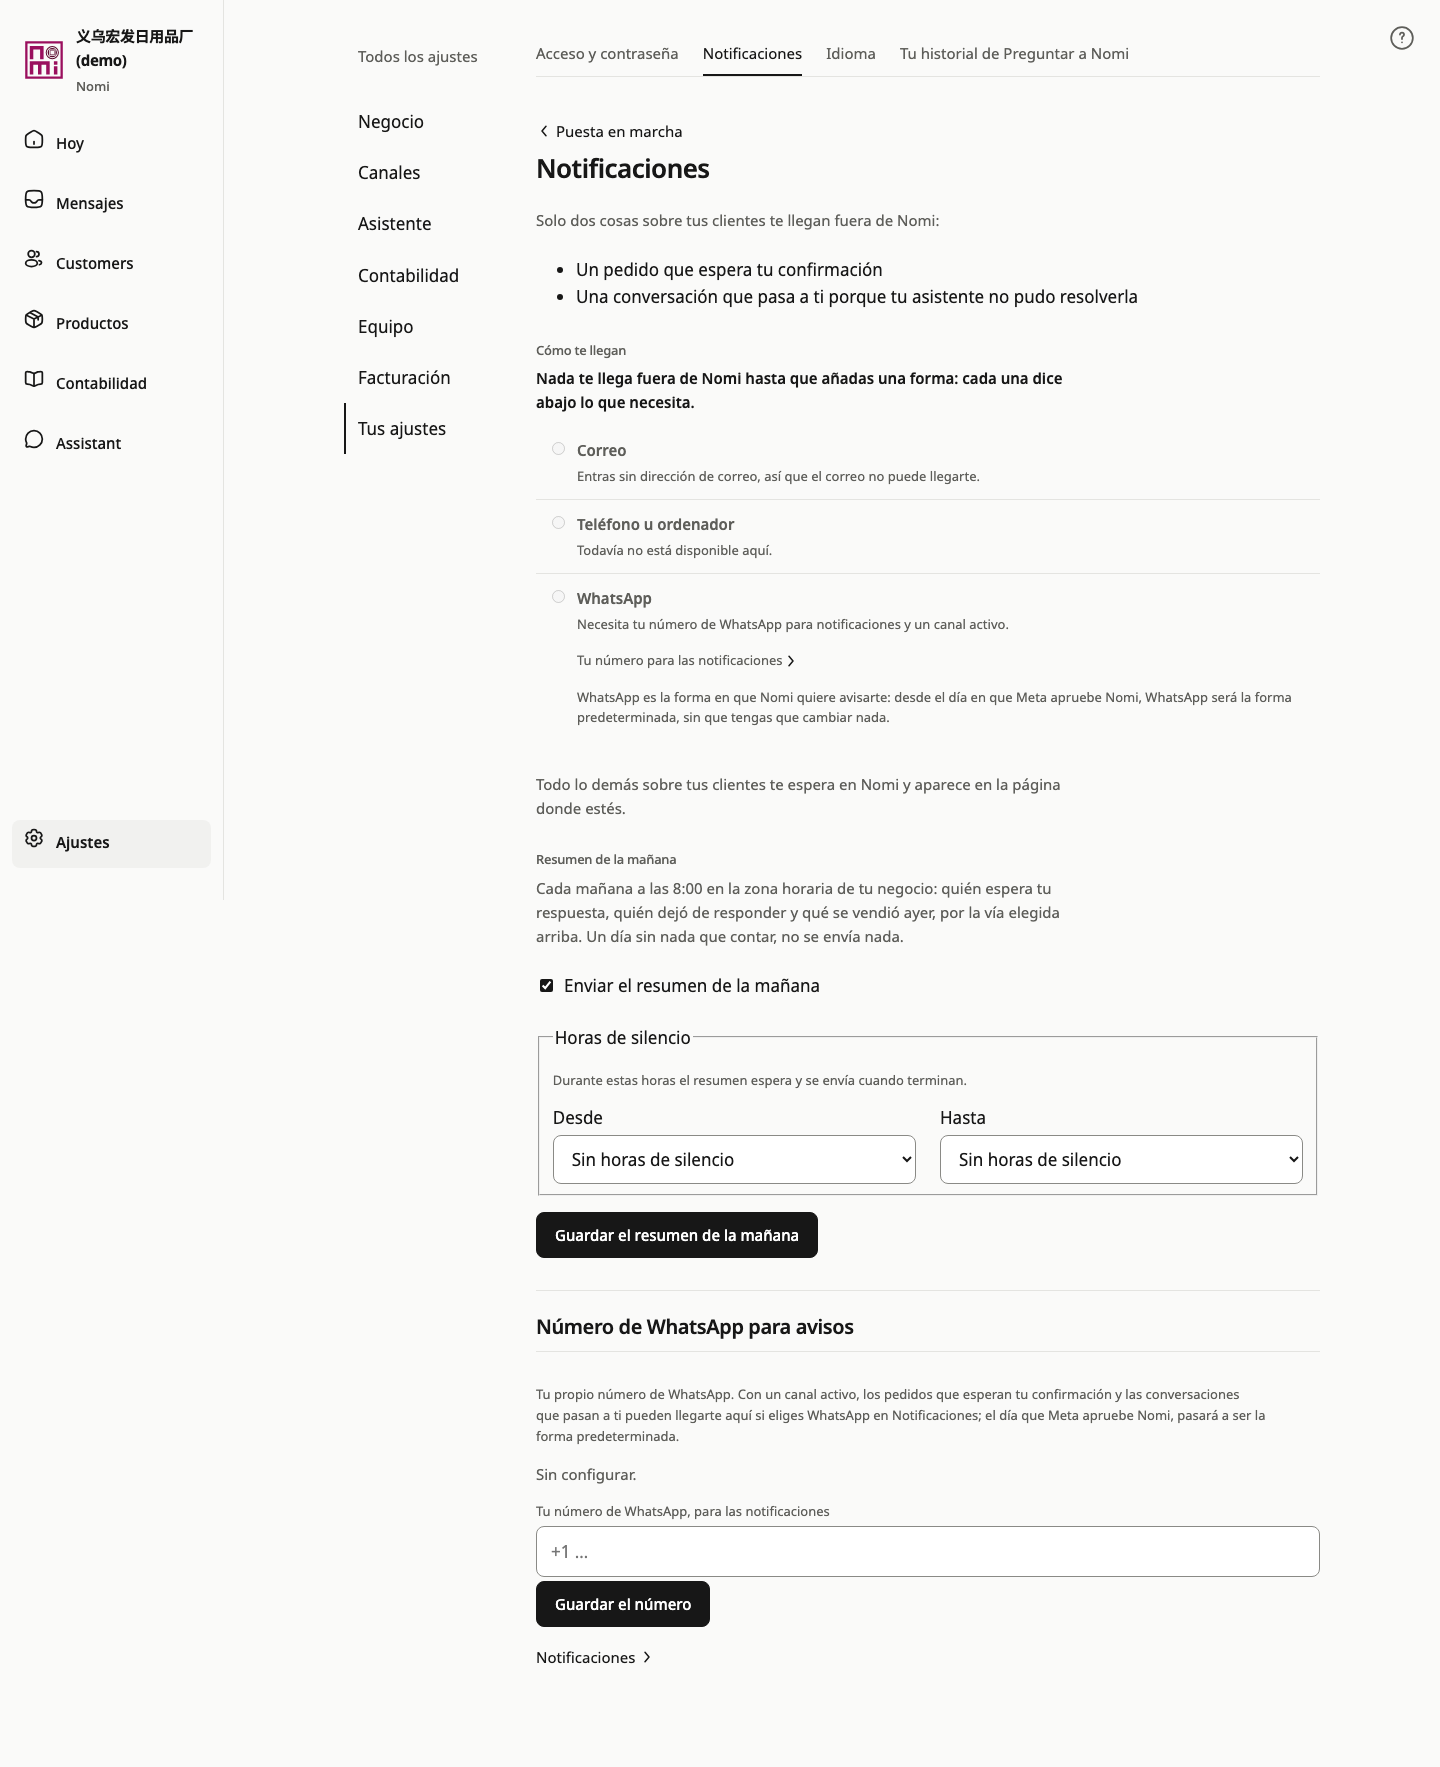 义乌宏发日用品厂
(demo)
Nomi
Hoy
Mensajes
Customers
Productos
Contabilidad
Assistant
Ajustes
Todos los ajustes
Negocio
Canales
Asistente
Contabilidad
Equipo
Facturación
Tus ajustes
Acceso y contraseña
Notificaciones
Idioma
Tu historial de Preguntar a Nomi
Puesta en marcha
Notificaciones
Solo dos cosas sobre tus clientes te llegan fuera de Nomi:
Un pedido que espera tu confirmación
Una conversación que pasa a ti porque tu asistente no pudo resolverla
Cómo te llegan
Nada te llega fuera de Nomi hasta que añadas una forma: cada una dice
abajo lo que necesita.
Correo
Entras sin dirección de correo, así que el correo no puede llegarte.
Teléfono u ordenador
Todavía no está disponible aquí.
WhatsApp
Necesita tu número de WhatsApp para notificaciones y un canal activo.
Tu número para las notificaciones
WhatsApp es la forma en que Nomi quiere avisarte: desde el día en que Meta apruebe Nomi, WhatsApp será la forma
predeterminada, sin que tengas que cambiar nada.
Todo lo demás sobre tus clientes te espera en Nomi y aparece en la página
donde estés.
Resumen de la mañana
Cada mañana a las 8:00 en la zona horaria de tu negocio: quién espera tu
respuesta, quién dejó de responder y qué se vendió ayer, por la vía elegida
arriba. Un día sin nada que contar, no se envía nada.
Enviar el resumen de la mañana
Horas de silencio
Durante estas horas el resumen espera y se envía cuando terminan.
Desde
Hasta
Sin horas de silencio
Sin horas de silencio
Guardar el resumen de la mañana
Número de WhatsApp para avisos
Tu propio número de WhatsApp. Con un canal activo, los pedidos que esperan tu confirmación y las conversaciones
que pasan a ti pueden llegarte aquí si eliges WhatsApp en Notificaciones; el día que Meta apruebe Nomi, pasará a ser la
forma predeterminada.
Sin configurar.
Tu número de WhatsApp, para las notificaciones
+1 …
Guardar el número
Notificaciones